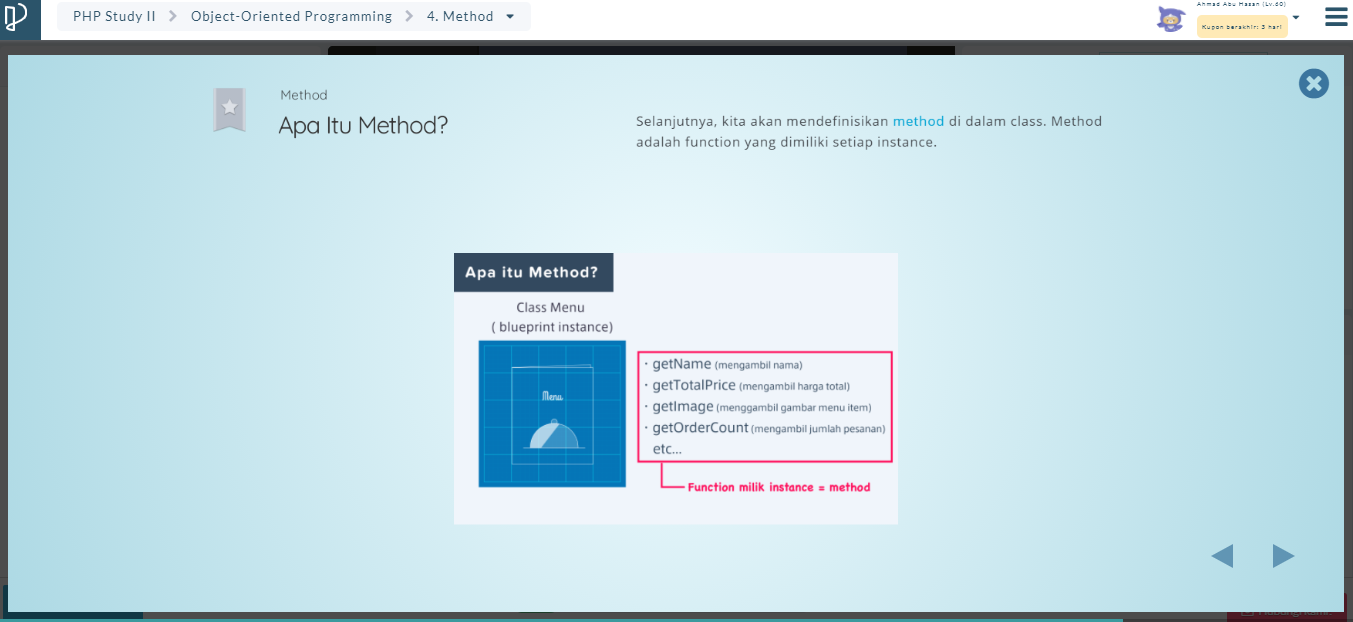 PHP Study II > Object-Oriented Programming > 4. Method
Ahmad Abu Hasan (Lv.60)
Kupon berakhir: 3 hari
Method
Apa Itu Method?
Selanjutnya, kita akan mendefinisikan method di dalam class. Method
adalah function yang dimiliki setiap instance.
Apa itu Method?
Class Menu
( blueprint instance)
Menu
· getName (mengambil nama)
· getTotalPrice (mengambil harga total)
· getImage (menggambil gambar menu item)
· getOrderCount (mengambil jumlah pesanan)
etc...
Function milik instance = method